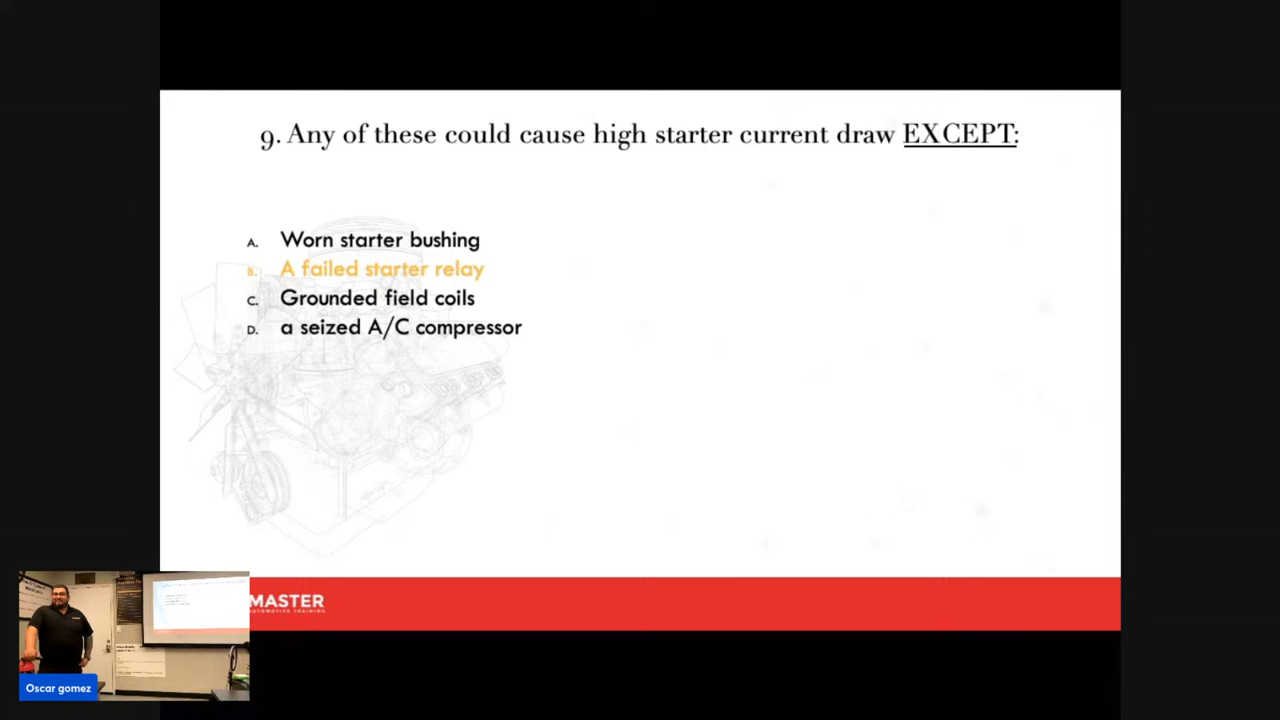 9. Any of these could cause high starter current draw EXCEPT:
A. Worn starter bushing
B. A failed starter relay
C. Grounded field coils
D. a seized A/C compressor
MASTER
AUTOMOTIVE TRAINING
Oscar gomez